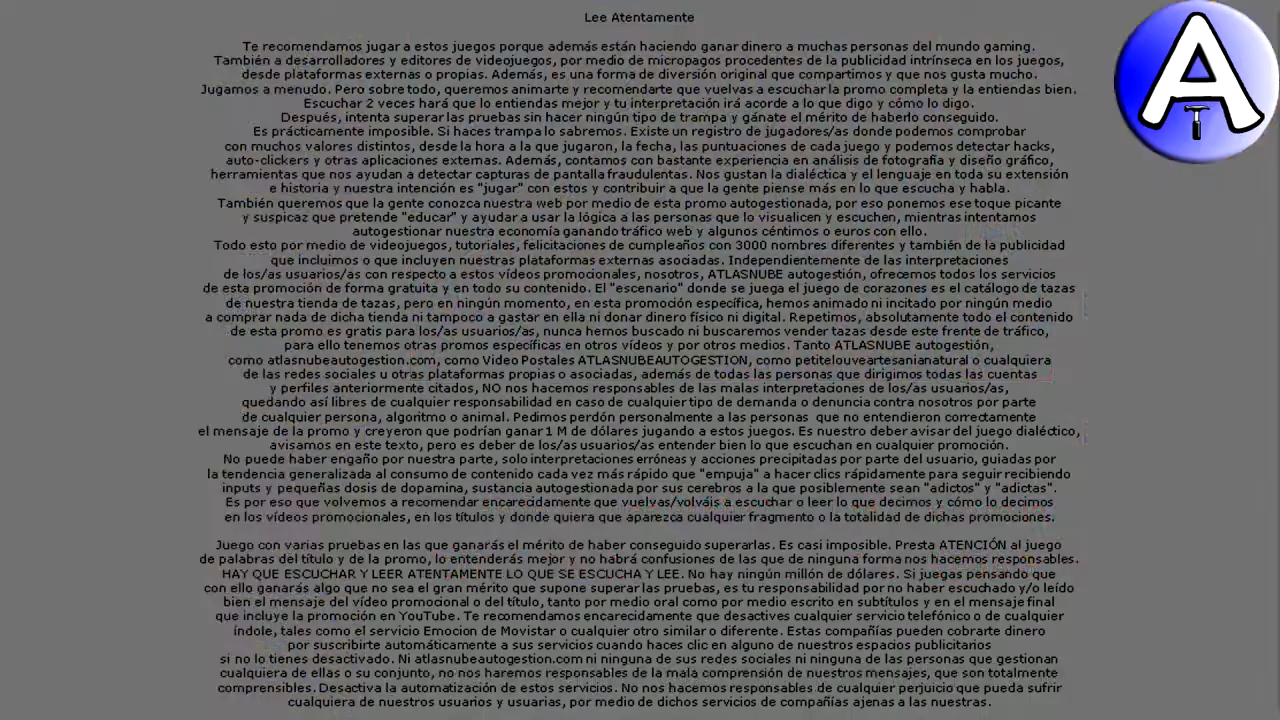 Lee Atentamente
Te recomendamos jugar a estos juegos porque además están haciendo ganar dinero a muchas personas del mundo gaming.
También a desarrolladores y editores de videojuegos, por medio de micropagos procedentes de la publicidad intrínseca en los juegos,
desde plataformas externas o propias. Además, es una forma de diversión original que compartimos y que nos gusta mucho.
Jugamos a menudo. Pero sobre todo, queremos animarte y recomendarte que vuelvas a escuchar la promo completa y la entiendas bien.
Escuchar 2 veces hará que lo entiendas mejor y tu interpretación irá acorde a lo que digo y cómo lo digo.
Después, intenta superar las pruebas sin hacer ningún tipo de trampa y gánate el mérito de haberlo conseguido.
Es prácticamente imposible. Si haces trampa lo sabremos. Existe un registro de jugadores/as donde podemos comprobar
con muchos valores distintos, desde la hora a la que jugaron, la fecha, las puntuaciones de cada juego y podemos detectar hacks,
auto-clickers y otras aplicaciones externas. Además, contamos con bastante experiencia en análisis de fotografía y diseño gráfico,
herramientas que nos ayudan a detectar capturas de pantalla fraudulentas. Nos gustan la dialéctica y el lenguaje en toda su extensión
e historia y nuestra intención es "jugar" con estos y contribuir a que la gente piense más en lo que escucha y habla.
También queremos que la gente conozca nuestra web por medio de esta promo autogestionada, por eso ponemos ese toque picante
y suspicaz que pretende "educar" y ayudar a usar la lógica a las personas que lo visualicen y escuchen, mientras intentamos
autogestionar nuestra economía ganando tráfico web y algunos céntimos o euros con ello.
Todo esto por medio de videojuegos, tutoriales, felicitaciones de cumpleaños con 3000 nombres diferentes y también de la publicidad
que incluimos o que incluyen nuestras plataformas externas asociadas. Independientemente de las interpretaciones
de los/as usuarios/as con respecto a estos vídeos promocionales, nosotros, ATLASNUBE autogestión, ofrecemos todos los servicios
de esta promoción de forma gratuita y en todo su contenido. El "escenario" donde se juega el juego de corazones es el catálogo de tazas
de nuestra tienda de tazas, pero en ningún momento, en esta promoción específica, hemos animado ni incitado por ningún medio
a comprar nada de dicha tienda ni tampoco a gastar en ella ni donar dinero físico ni digital. Repetimos, absolutamente todo el contenido
de esta promo es gratis para los/as usuarios/as, nunca hemos buscado ni buscaremos vender tazas desde este frente de tráfico,
para ello tenemos otras promos específicas en otros vídeos y por otros medios. Tanto ATLASNUBE autogestión,
como atlasnubeautogestion.com, como Video Postales ATLASNUBEAUTOGESTION, como petitelouveartesanianatural o cualquiera
de las redes sociales u otras plataformas propias o asociadas, además de todas las personas que dirigimos todas las cuentas
y perfiles anteriormente citados, NO nos hacemos responsables de las malas interpretaciones de los/as usuarios/as,
quedando así libres de cualquier responsabilidad en caso de cualquier tipo de demanda o denuncia contra nosotros por parte
de cualquier persona, algoritmo o animal. Pedimos perdón personalmente a las personas que no entendieron correctamente
el mensaje de la promo y creyeron que podrían ganar 1 M de dólares jugando a estos juegos. Es nuestro deber avisar del juego dialéctico,
avisamos en este texto, pero es deber de los/as usuarios/as entender bien lo que escuchan en cualquier promoción.
No puede haber engaño por nuestra parte, solo interpretaciones erróneas y acciones precipitadas por parte del usuario, guiadas por
la tendencia generalizada al consumo de contenido cada vez más rápido que "empuja" a hacer clics rápidamente para seguir recibiendo
inputs y pequeñas dosis de dopamina, sustancia autogestionada por sus cerebros a la que posiblemente sean "adictos" y "adictas".
Es por eso que volvemos a recomendar encarecidamente que vuelvas/volváis a escuchar o leer lo que decimos y cómo lo decimos
en los vídeos promocionales, en los títulos y donde quiera que aparezca cualquier fragmento o la totalidad de dichas promociones.
Juego con varias pruebas en las que ganarás el mérito de haber conseguido superarlas. Es casi imposible. Presta ATENCIÓN al juego
de palabras del título y de la promo, lo entenderás mejor y no habrá confusiones de las que de ninguna forma nos hacemos responsables.
HAY QUE ESCUCHAR Y LEER ATENTAMENTE LO QUE SE ESCUCHA Y LEE. No hay ningún millón de dólares. Si juegas pensando que
con ello ganarás algo que no sea el gran mérito que supone superar las pruebas, es tu responsabilidad por no haber escuchado y/o leído
bien el mensaje del vídeo promocional o del título, tanto por medio oral como por medio escrito en subtítulos y en el mensaje final
que incluye la promoción en YouTube. Te recomendamos encarecidamente que desactives cualquier servicio telefónico o de cualquier
índole, tales como el servicio Emocion de Movistar o cualquier otro similar o diferente. Estas compañías pueden cobrarte dinero
por suscribirte automáticamente a sus servicios cuando haces clic en alguno de nuestros espacios publicitarios
si no lo tienes desactivado. Ni atlasnubeautogestion.com ni ninguna de sus redes sociales ni ninguna de las personas que gestionan
cualquiera de ellas o su conjunto, no nos haremos responsables de la mala comprensión de nuestros mensajes, que son totalmente
comprensibles. Desactiva la automatización de estos servicios. No nos hacemos responsables de cualquier perjuicio que pueda sufrir
cualquiera de nuestros usuarios y usuarias, por medio de dichos servicios de compañías ajenas a las nuestras.